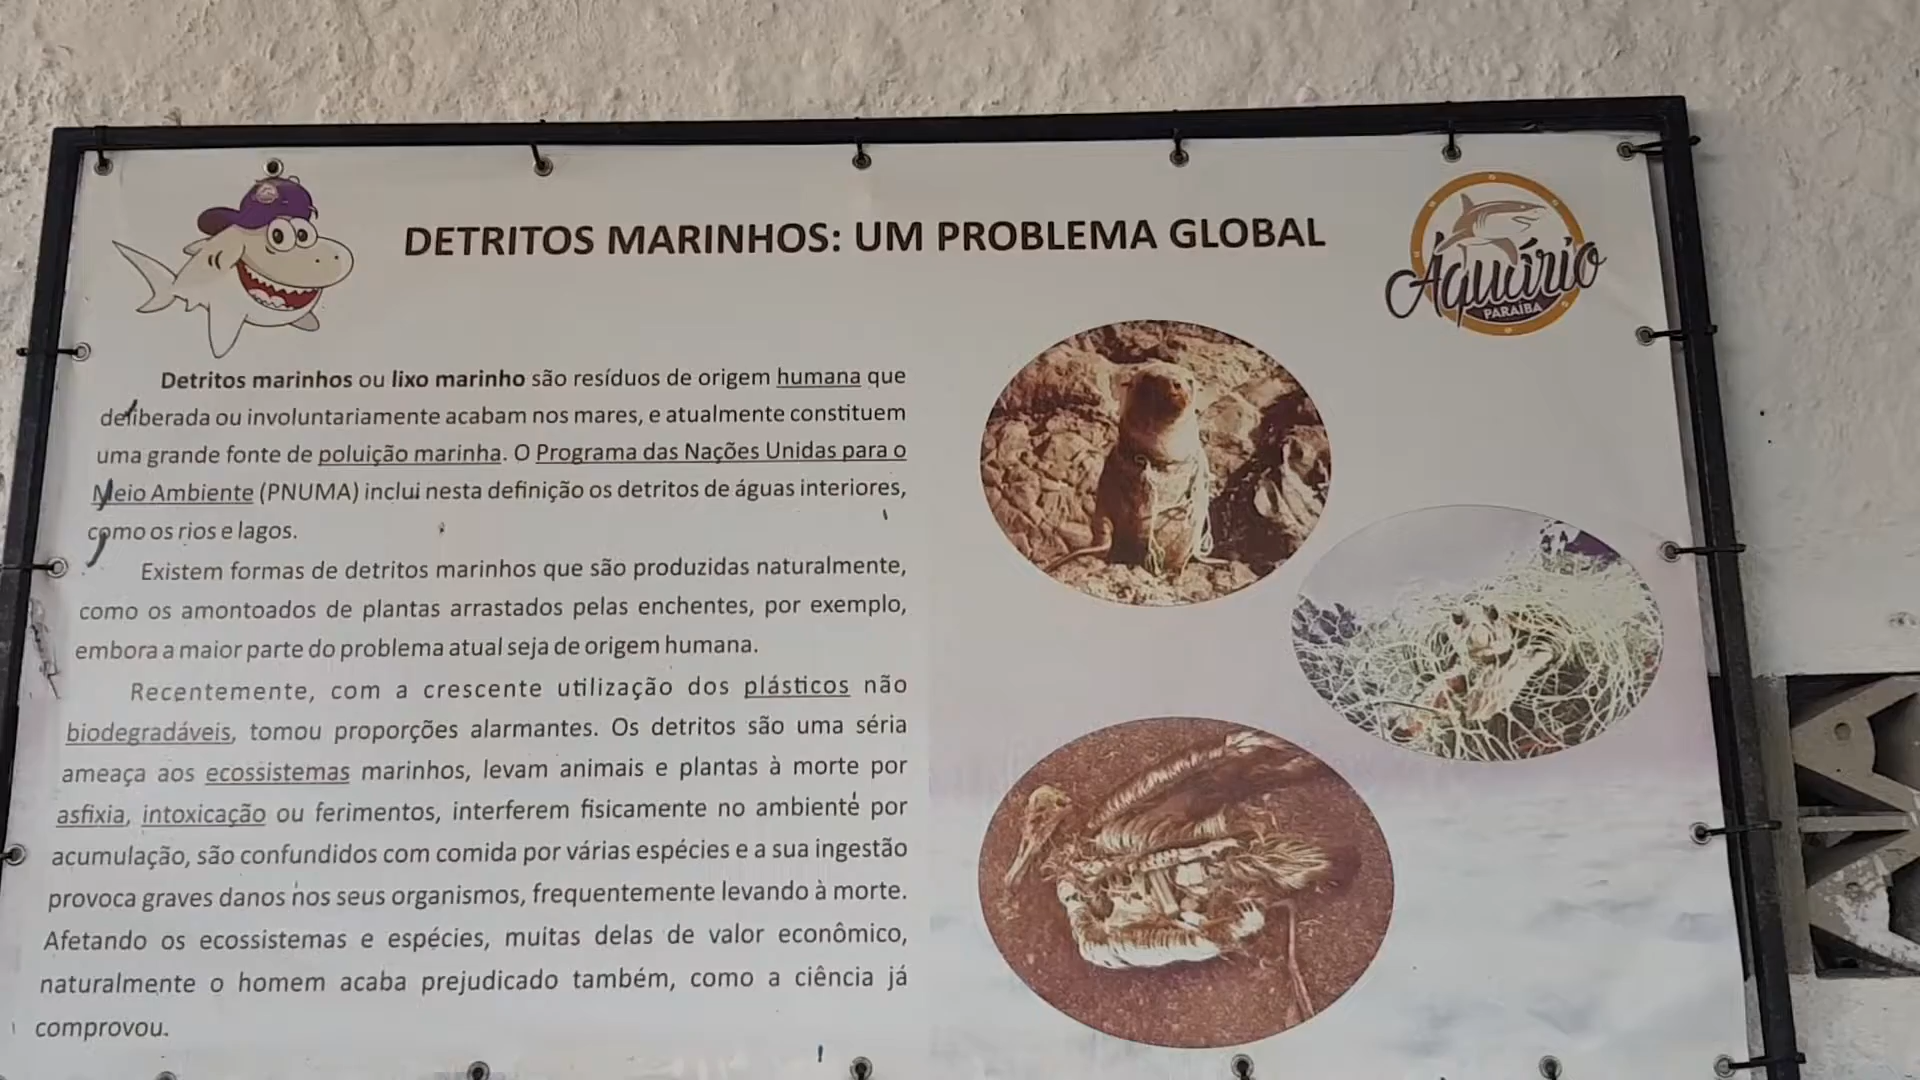 DETRITOS MARINHOS: UM PROBLEMA GLOBAL
Aquário
PARAÍBA
Detritos marinhos ou lixo marinho são resíduos de origem humana que
deliberada ou involuntariamente acabam nos mares, e atualmente constituem
uma grande fonte de poluição marinha. O Programa das Nações Unidas para o
Meio Ambiente (PNUMA) inclui nesta definição os detritos de águas interiores,
como os rios e lagos.
Existem formas de detritos marinhos que são produzidas naturalmente,
como os amontoados de plantas arrastados pelas enchentes, por exemplo,
embora a maior parte do problema atual seja de origem humana.
Recentemente, com a crescente utilização dos plásticos não
biodegradáveis, tomou proporções alarmantes. Os detritos são uma séria
ameaça aos ecossistemas marinhos, levam animais e plantas à morte por
asfixia, intoxicação ou ferimentos, interferem fisicamente no ambiente por
acumulação, são confundidos com comida por várias espécies e a sua ingestão
provoca graves danos nos seus organismos, frequentemente levando à morte.
Afetando os ecossistemas e espécies, muitas delas de valor econômico,
naturalmente o homem acaba prejudicado também, como a ciência já
comprovou.